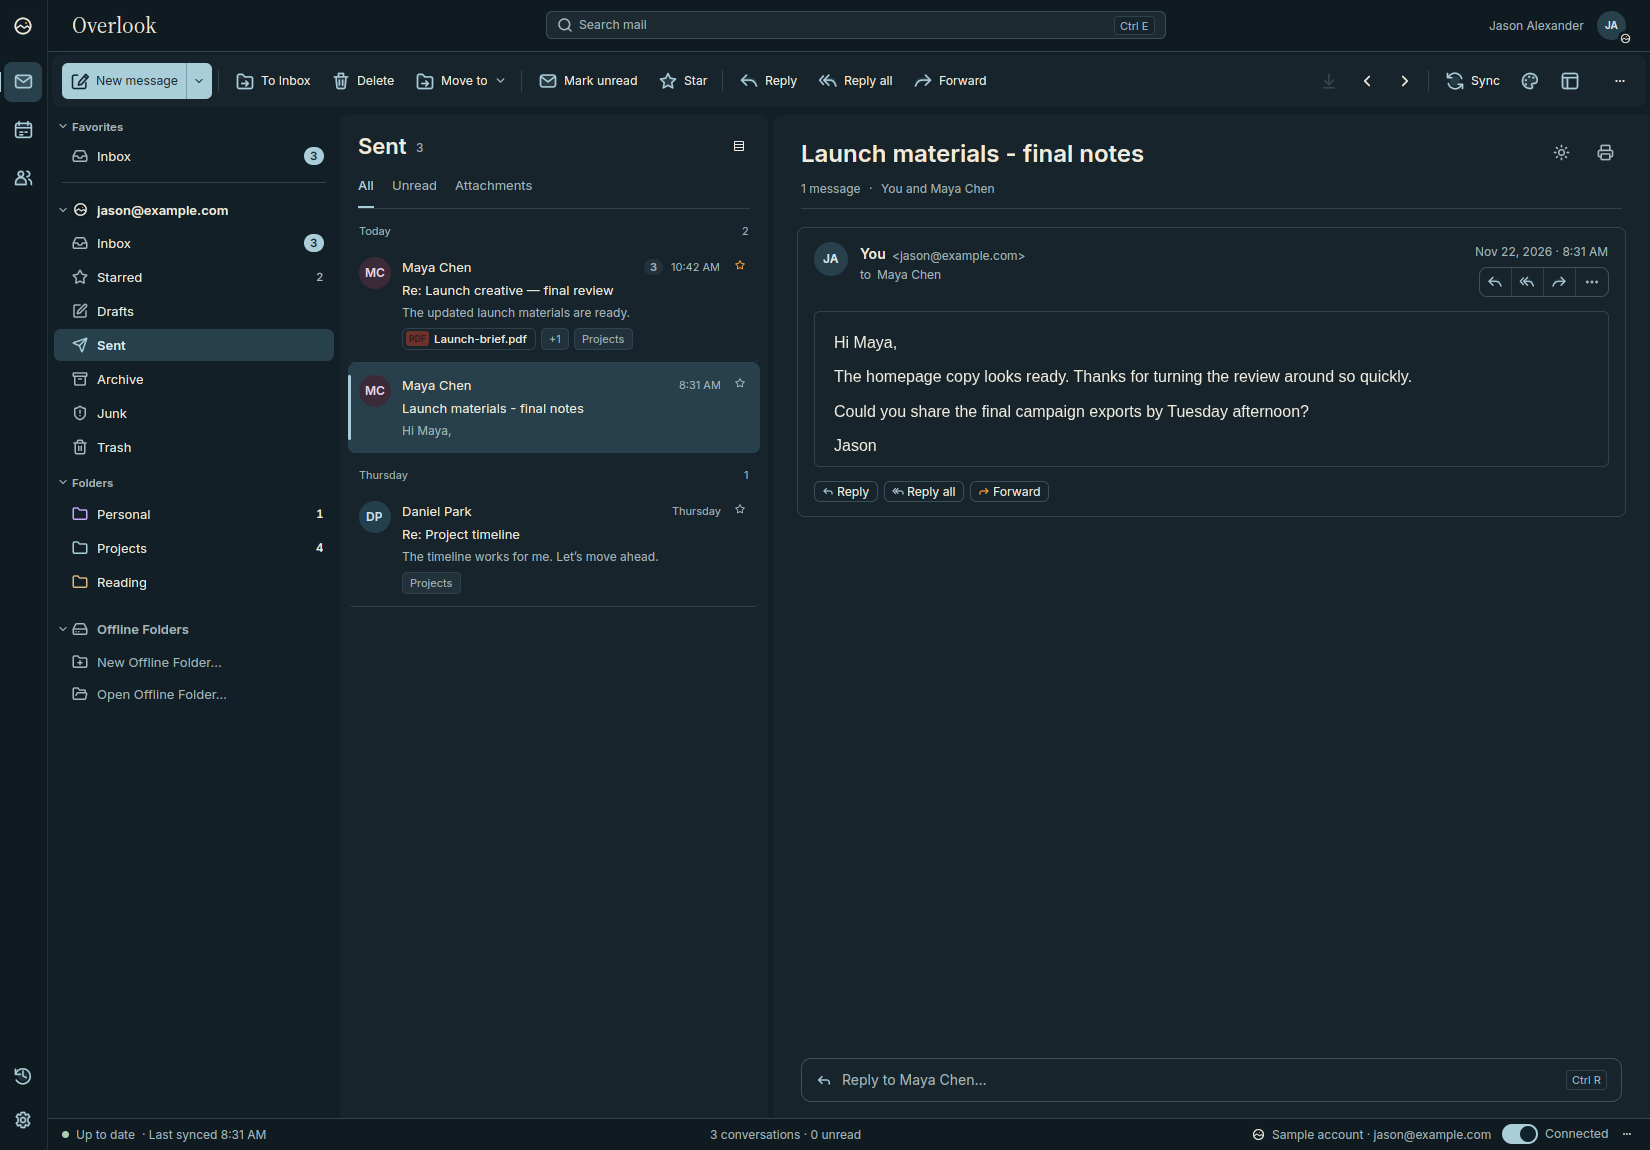 Overlook
Search mail
Ctrl E
Jason Alexander
JA
New message
To Inbox
Delete
Move to
Mark unread
Star
Reply
Reply all
Forward
Sync
Favorites
Inbox
3
jason@example.com
Inbox
3
Starred
2
Drafts
Sent
Archive
Junk
Trash
Folders
Personal
1
Projects
4
Reading
Offline Folders
New Offline Folder...
Open Offline Folder...
Sent 3
All
Unread
Attachments
Today
2
MC
Maya Chen
3
10:42 AM
Re: Launch creative — final review
The updated launch materials are ready.
PDF
Launch-brief.pdf
+1
Projects
MC
Maya Chen
8:31 AM
Launch materials - final notes
Hi Maya,
Thursday
1
DP
Daniel Park
Thursday
Re: Project timeline
The timeline works for me. Let's move ahead.
Projects
Launch materials - final notes
1 message · You and Maya Chen
JA
You <jason@example.com>
to Maya Chen
Nov 22, 2026 · 8:31 AM
Hi Maya,
The homepage copy looks ready. Thanks for turning the review around so quickly.
Could you share the final campaign exports by Tuesday afternoon?
Jason
Reply
Reply all
Forward
Reply to Maya Chen...
Ctrl R
Up to date · Last synced 8:31 AM
3 conversations · 0 unread
Sample account · jason@example.com
Connected